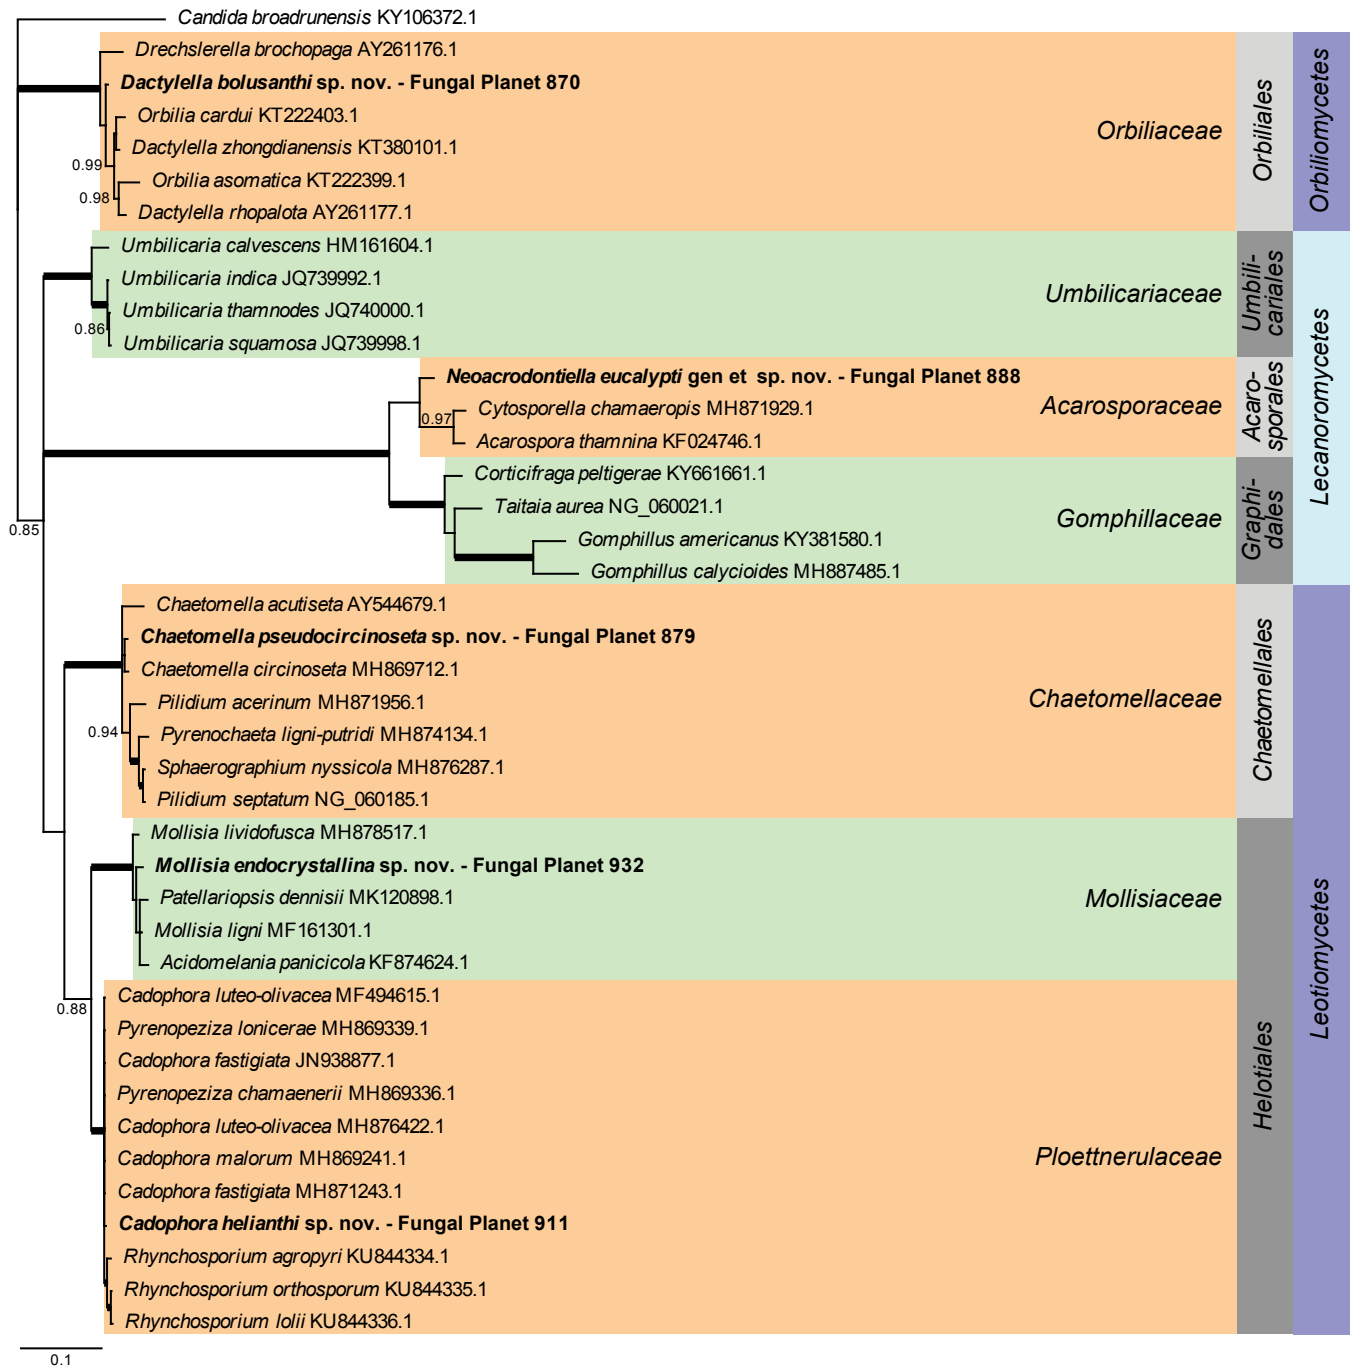 Candida broadrunensis KY106372.1
Drechslerella brochopaga AY261176.1
Dactylella bolusanthi sp. nov. - Fungal Planet 870
Orbilia cardui KT222403.1
Orbiliaceae
Dactylella zhongdianensis KT380101.1
0.99
Orbilia asomatica KT222399.1
0.98
Dactylella rhopalota AY261177.1
Orbiliales
Orbiliomycetes
Umbilicaria calvescens HM161604.1
Umbilicaria indica JQ739992.1
Umbilicariaceae
Umbilicaria thamnodes JQ740000.1
0.86
Umbilicaria squamosa JQ739998.1
Umbili-
cariales
Neoacrodontiella eucalypti gen et sp. nov. - Fungal Planet 888
Cytosporella chamaeropis MH871929.1
Acarosporaceae
0.97
Acarospora thamnina KF024746.1
Acaro-
sporales
Lecanoromycetes
Corticifraga peltigerae KY661661.1
Taitaia aurea NG_060021.1
Gomphillaceae
0.85
Gomphillus americanus KY381580.1
Gomphillus calycioides MH887485.1
Graphi-
dales
Chaetomella acutiseta AY544679.1
Chaetomella pseudocircinoseta sp. nov. - Fungal Planet 879
Chaetomella circinoseta MH869712.1
Pilidium acerinum MH871956.1
Chaetomellaceae
0.94
Pyrenochaeta ligni-putridi MH874134.1
Sphaerographium nyssicola MH876287.1
Pilidium septatum NG_060185.1
Chaetomellales
Mollisia lividofusca MH878517.1
Mollisia endocrystallina sp. nov. - Fungal Planet 932
Patellariopsis dennisii MK120898.1
Mollisiaceae
Mollisia ligni MF161301.1
Acidomelania panicicola KF874624.1
Leotiomycetes
Cadophora luteo-olivacea MF494615.1
0.88
Pyrenopeziza lonicerae MH869339.1
Cadophora fastigiata JN938877.1
Pyrenopeziza chamaenerii MH869336.1
Helotiales
Cadophora luteo-olivacea MH876422.1
Cadophora malorum MH869241.1
Ploettnerulaceae
Cadophora fastigiata MH871243.1
Cadophora helianthi sp. nov. - Fungal Planet 911
Rhynchosporium agropyri KU844334.1
Rhynchosporium orthosporum KU844335.1
Rhynchosporium lolii KU844336.1
0.1